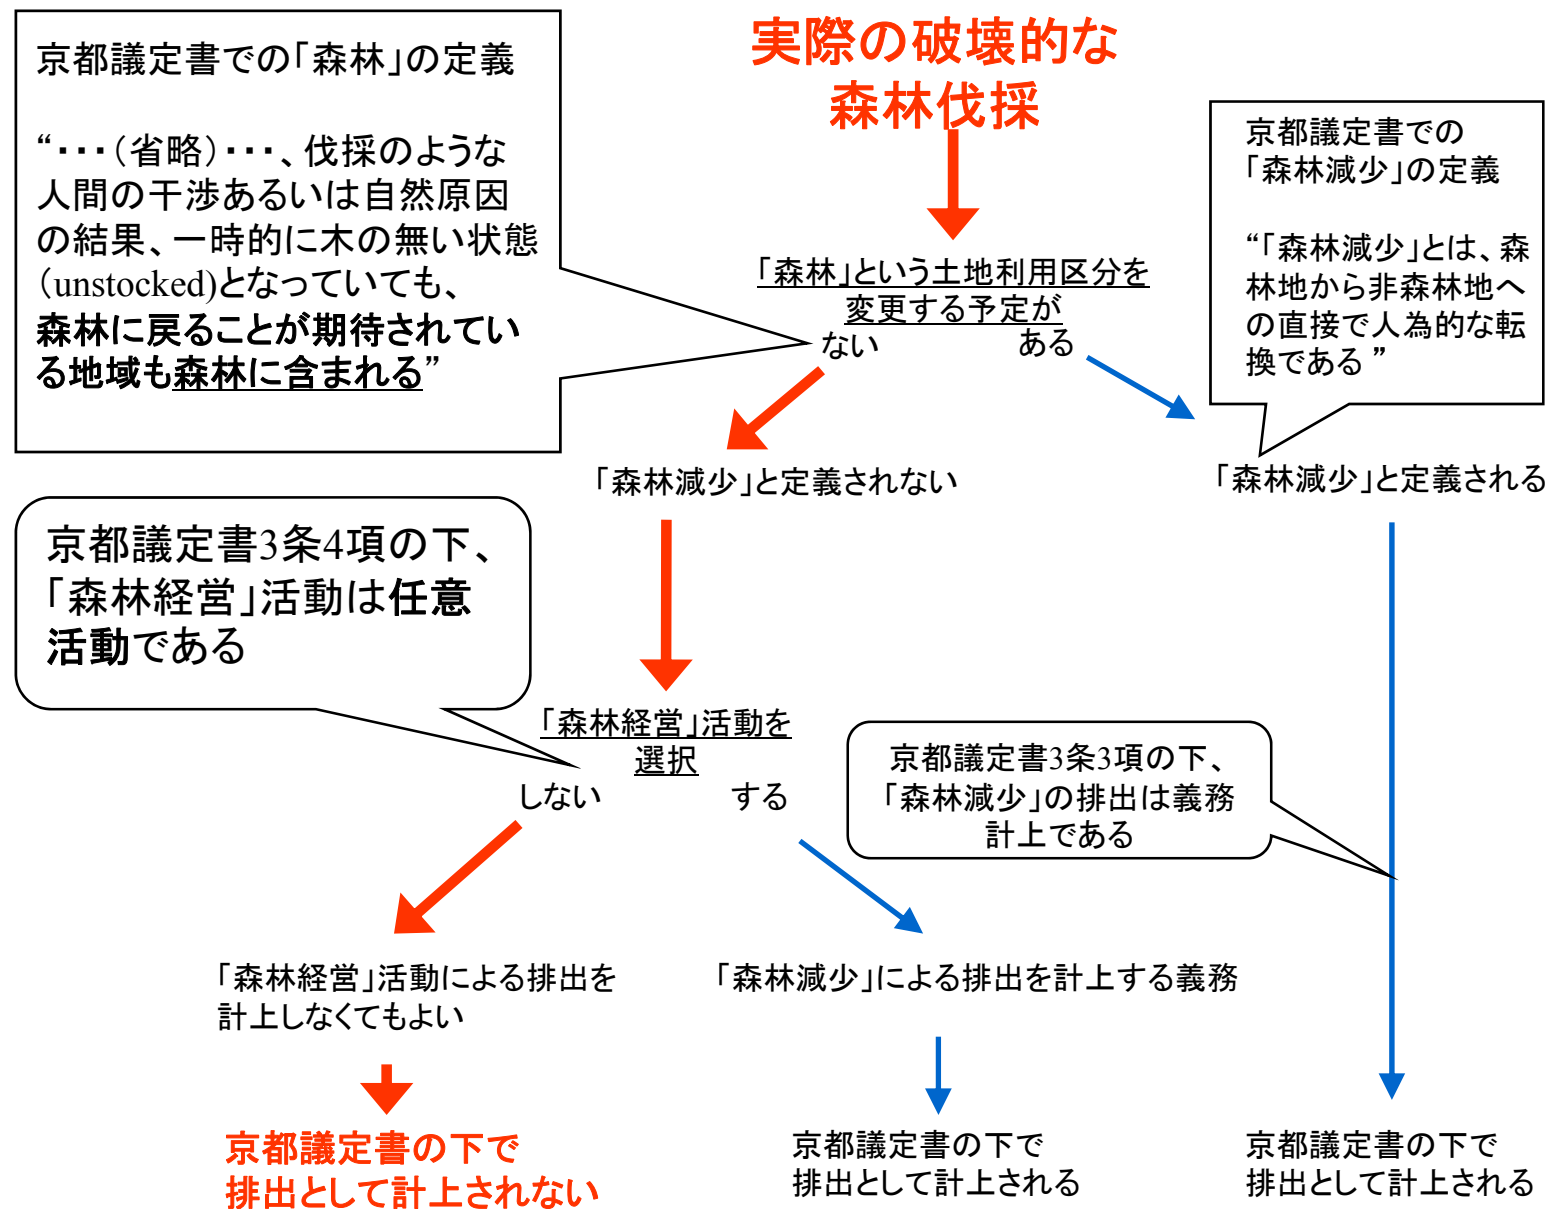 京都議定書での「森林」の定義
“・・・（省略）・・・、伐採のような
人間の干渉あるいは自然原因
の結果、一時的に木の無い状態
（unstocked)となっていても、
森林に戻ることが期待されてい
る地域も森林に含まれる”
実際の破壊的な
森林伐採
京都議定書での
「森林減少」の定義
“「森林減少」とは、森
林地から非森林地へ
の直接で人為的な転
換である ”
「森林」という土地利用区分を
変更する予定が
ない
ある
「森林減少」と定義されない
「森林減少」と定義される
京都議定書3条4項の下、
「森林経営」活動は任意
活動である
「森林経営」活動を
選択
しない
する
京都議定書3条3項の下、
「森林減少」の排出は義務
計上である
「森林経営」活動による排出を
計上しなくてもよい
「森林減少」による排出を計上する義務
京都議定書の下で
排出として計上されない
京都議定書の下で
排出として計上される
京都議定書の下で
排出として計上される